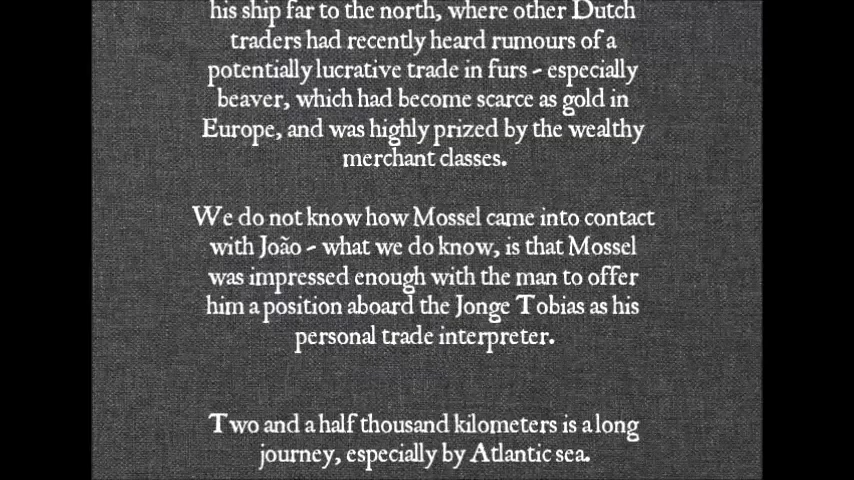 his ship far to the north, where other Dutch
traders had recently heard rumours of a
potentially lucrative trade in furs - especially
beaver, which had become scarce as gold in
Europe, and was highly prized by the wealthy
merchant classes.
We do not know how Mossel came into contact
with João - what we do know, is that Mossel
was impressed enough with the man to offer
him a position aboard the Jonge Tobias as his
personal trade interpreter.
Two and a half thousand kilometers is a long
journey, especially by Atlantic sea.